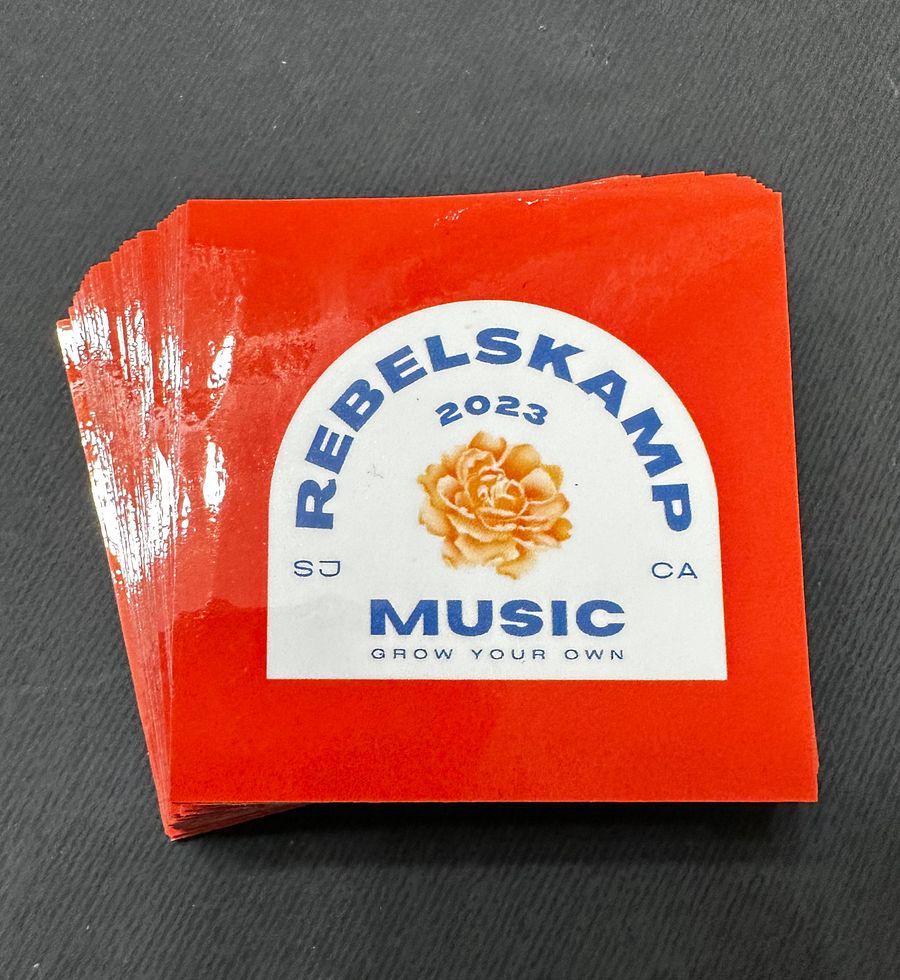 REBELSKAMP
2023
SJ CA
MUSIC
GROW YOUR OWN